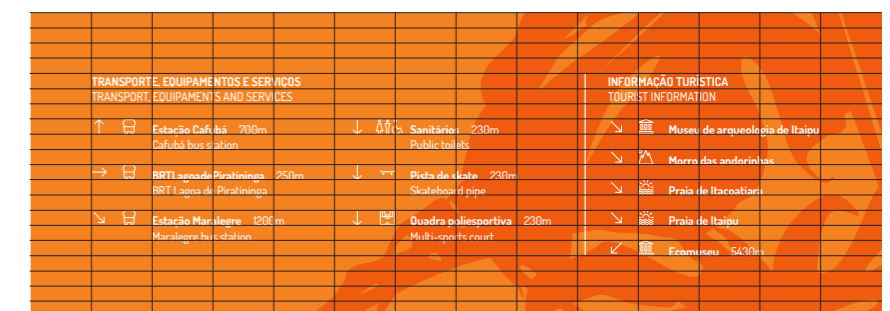 TRANSPORTE, EQUIPAMENTOS E SERVIÇOS
TRANSPORT, EQUIPAMENTS AND SERVICES
Estação Cafubá 700m
Cafubá bus station
BRT Lagoa de Piratininga 250m
BRT Lagoa de Piratininga
Estação Maralegre 1200m
Maralegre bus station
Sanitários 230m
Public toilets
Pista de skate 230m
Skateboard pipe
Quadra poliesportiva 230m
Multi-sports court
INFORMAÇÃO TURÍSTICA
TOURIST INFORMATION
Museu de arqueologia de Itaipu
Morro das andorinhas
Praia de Itacoatiara
Praia de Itaipu
Ecomuseu 5430m